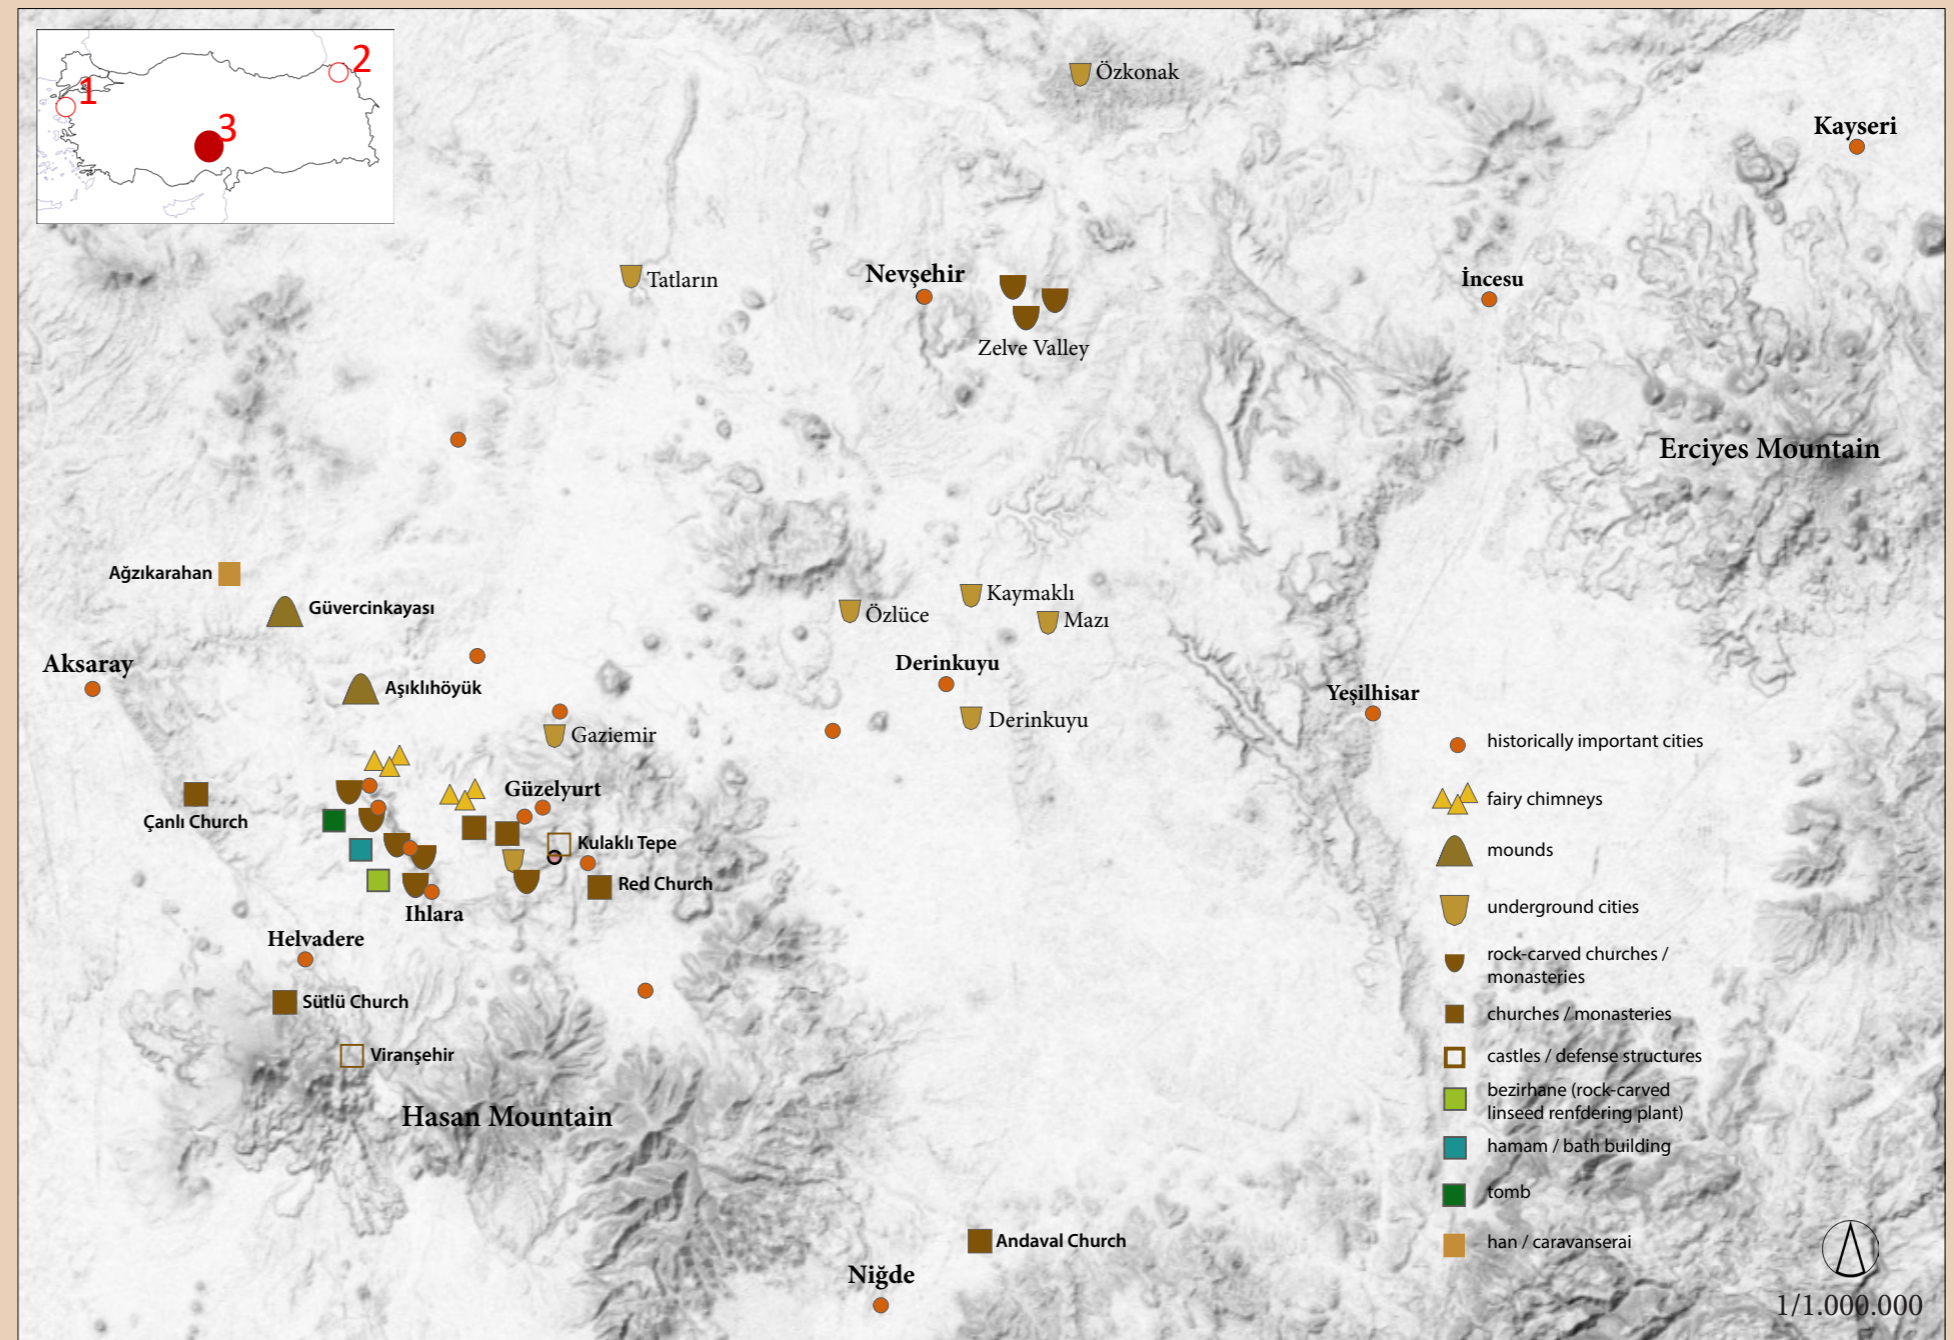 1
2
3
Özkonak
Kayseri
Tatların
Nevşehir
İncesu
Zelve Valley
Erciyes Mountain
Ağzıkarahan
Güvercinkayası
Kaymaklı
Özlüce
Mazı
Aksaray
Aşıklıhöyük
Derinkuyu
Yeşilhisar
Derinkuyu
Gaziemir
Güzelyurt
Çanlı Church
Kulaklı Tepe
Red Church
Ihlara
Helvadere
Sütlü Church
Viranşehir
Hasan Mountain
Andaval Church
Niğde
historically important cities
fairy chimneys
mounds
underground cities
rock-carved churches /
monasteries
churches / monasteries
castles / defense structures
bezirhane (rock-carved
linseed renfdering plant)
hamam / bath building
tomb
han / caravanserai
1/1.000.000